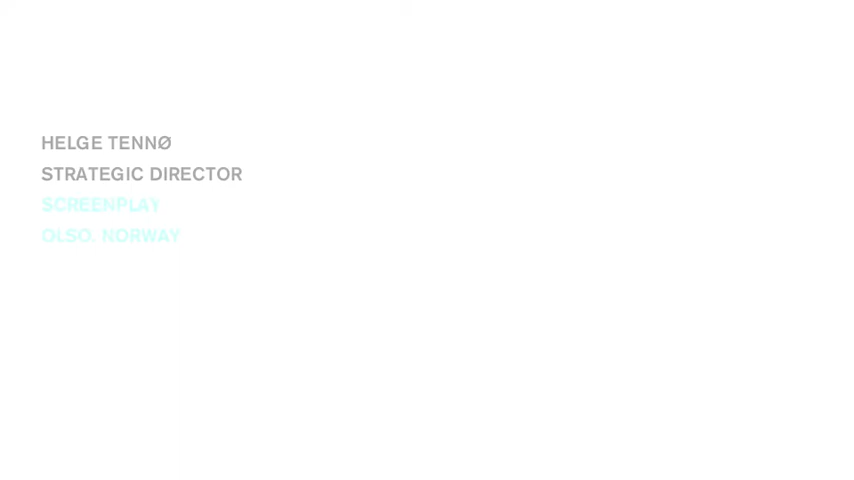 HELGE TENNØ
STRATEGIC DIRECTOR
SCREENPLAY
OLSO, NORWAY